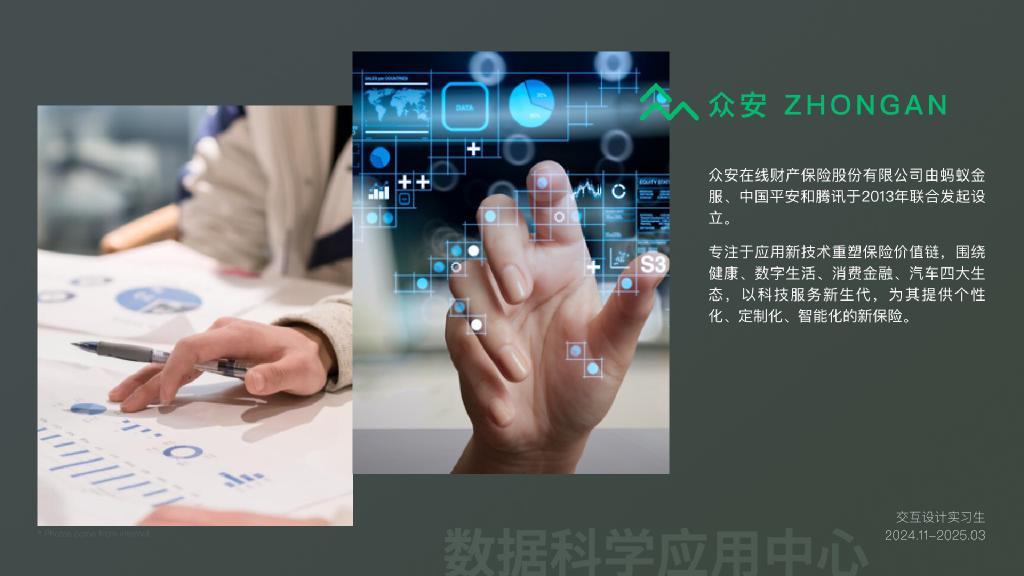 众安 ZHONGAN
众安在线财产保险股份有限公司由蚂蚁金
服、中国平安和腾讯于2013年联合发起设
立。
专注于应用新技术重塑保险价值链，围绕
健康、数字生活、消费金融、汽车四大生
态，以科技服务新生代，为其提供个性
化、定制化、智能化的新保险。
SALES per COUNTRIES
DATA
S3
* Photos come from internet.
交互设计实习生
2024.11–2025.03
数据科学应用中心